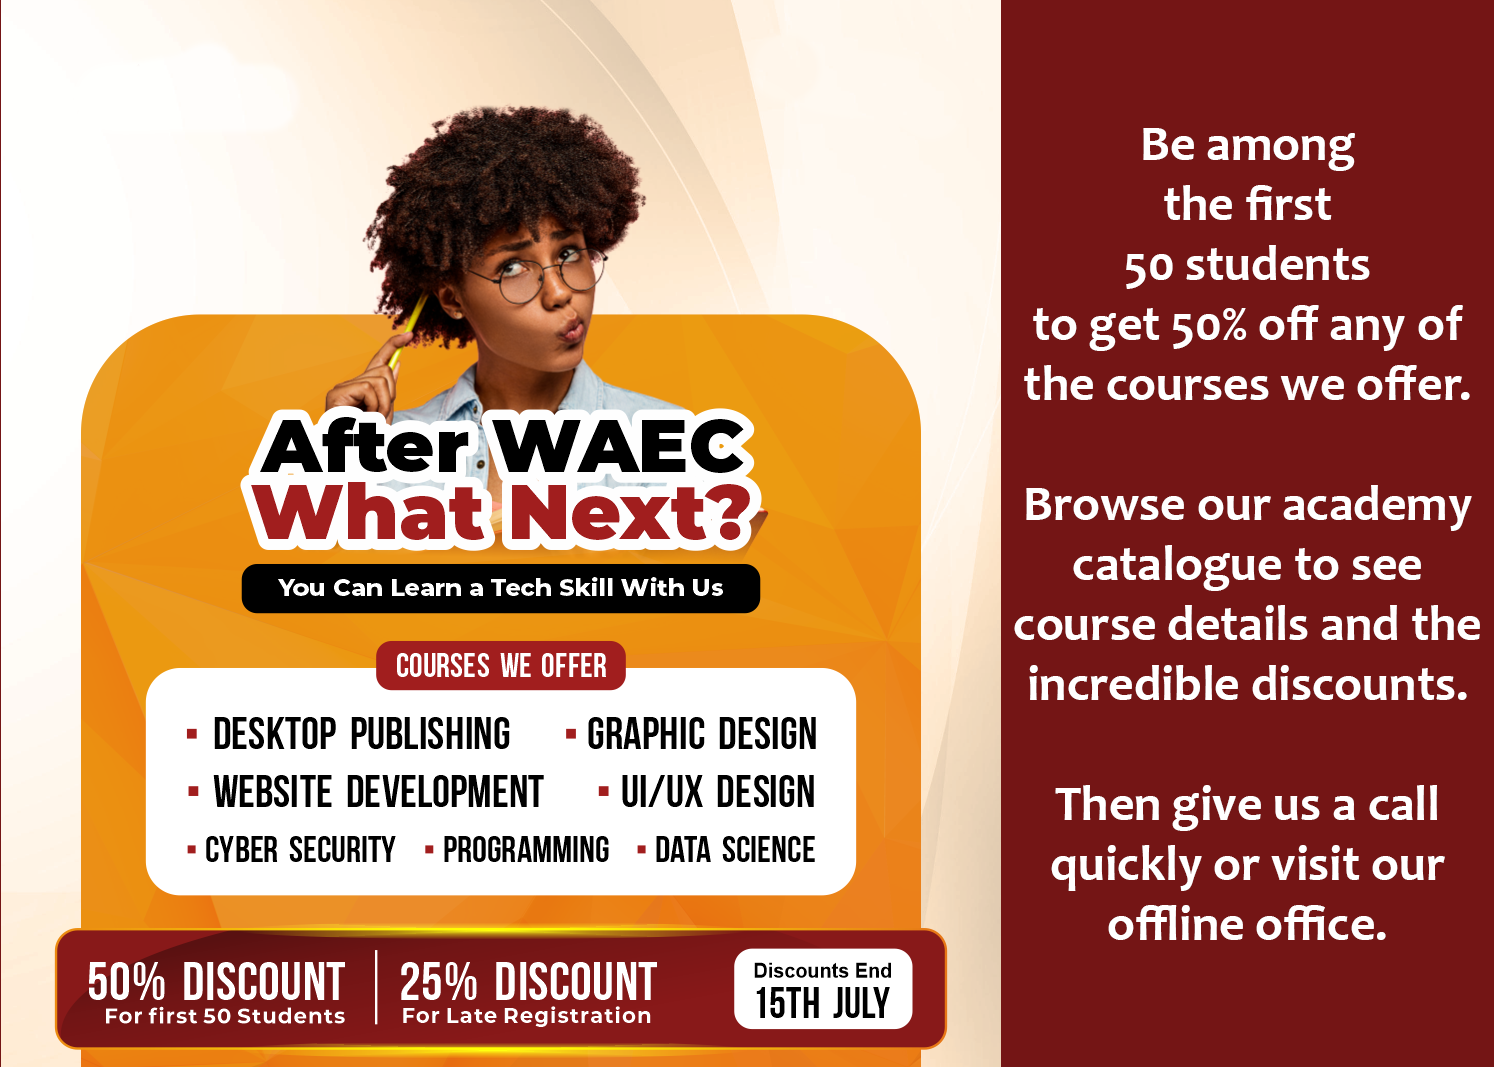 After WAEC
What Next?
You Can Learn a Tech Skill With Us
COURSES WE OFFER
▪ DESKTOP PUBLISHING ▪ GRAPHIC DESIGN
▪ WEBSITE DEVELOPMENT ▪ UI/UX DESIGN
▪ CYBER SECURITY ▪ PROGRAMMING ▪ DATA SCIENCE
50% DISCOUNT
For first 50 Students
25% DISCOUNT
For Late Registration
Discounts End
15TH JULY
Be among
the first
50 students
to get 50% off any of
the courses we offer.
Browse our academy
catalogue to see
course details and the
incredible discounts.
Then give us a call
quickly or visit our
offline office.